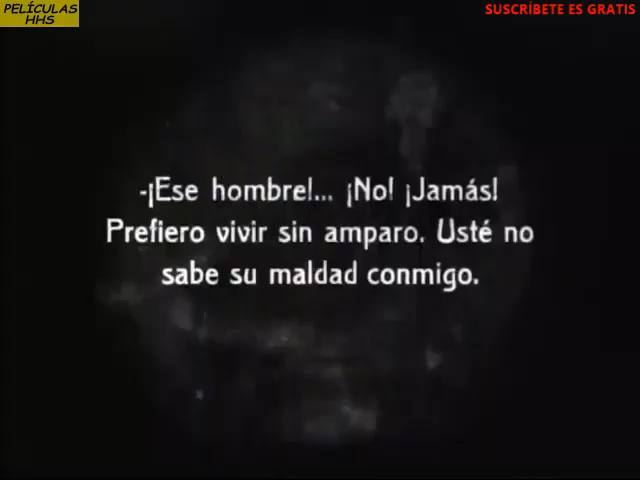 PELÍCULAS
HHS
SUSCRÍBETE ES GRATIS
-¡Ese hombre!... ¡No! ¡Jamás!
Prefiero vivir sin amparo. Usté no
sabe su maldad conmigo.